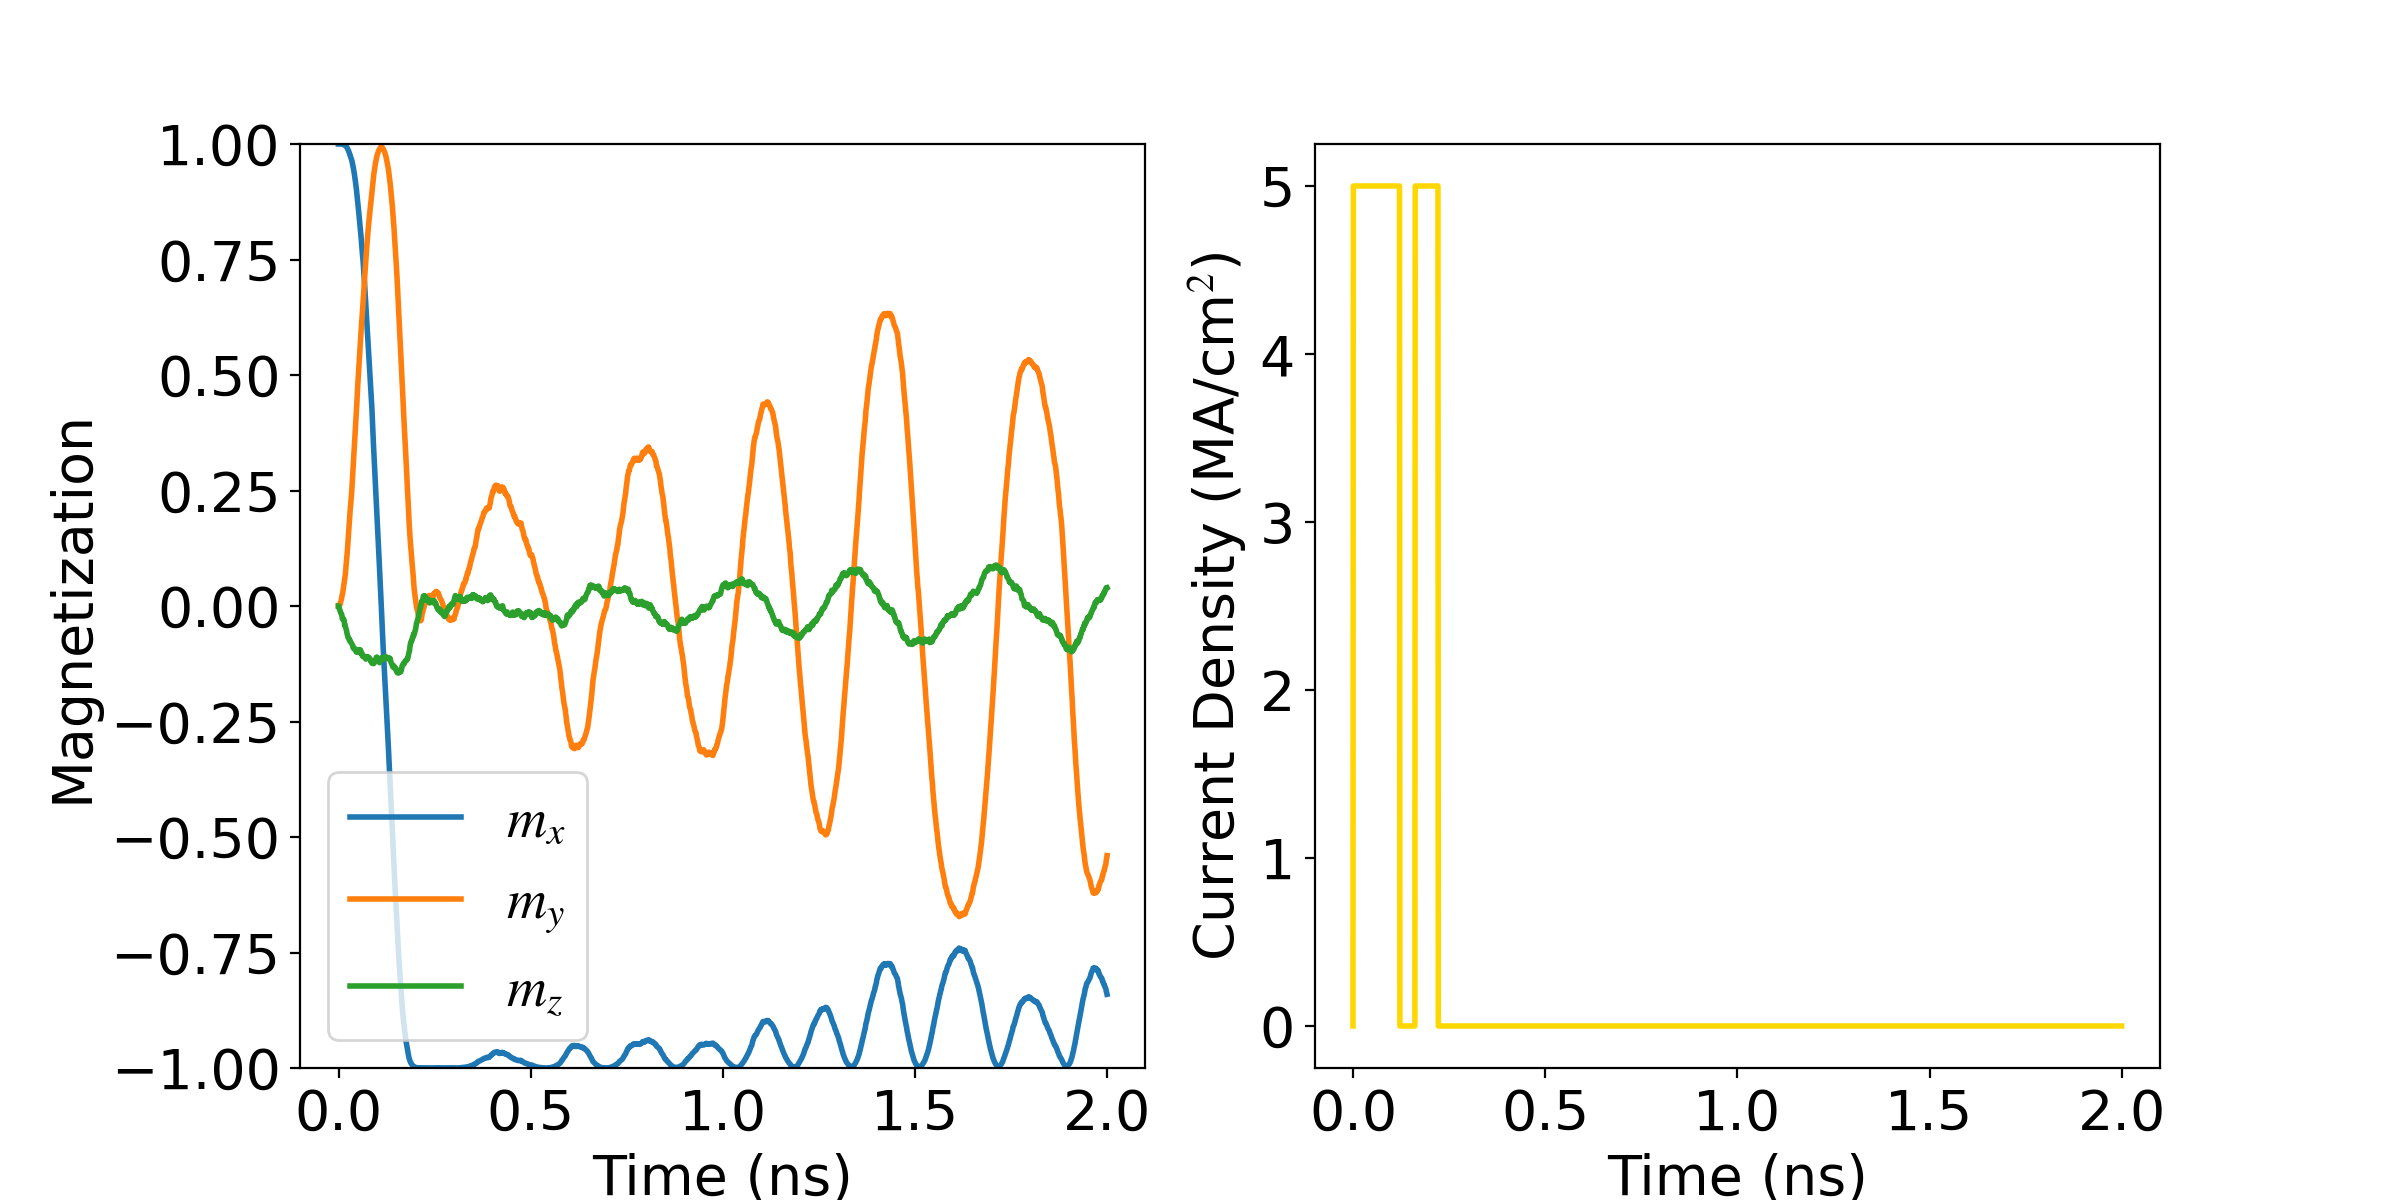 Magnetization
1.00
0.75
0.50
0.25
0.00
−0.25
−0.50
−0.75
−1.00
0.0 0.5 1.0 1.5 2.0
Time (ns)
m_x
m_y
m_z
Current Density (MA/cm²)
5
4
3
2
1
0
0.0 0.5 1.0 1.5 2.0
Time (ns)